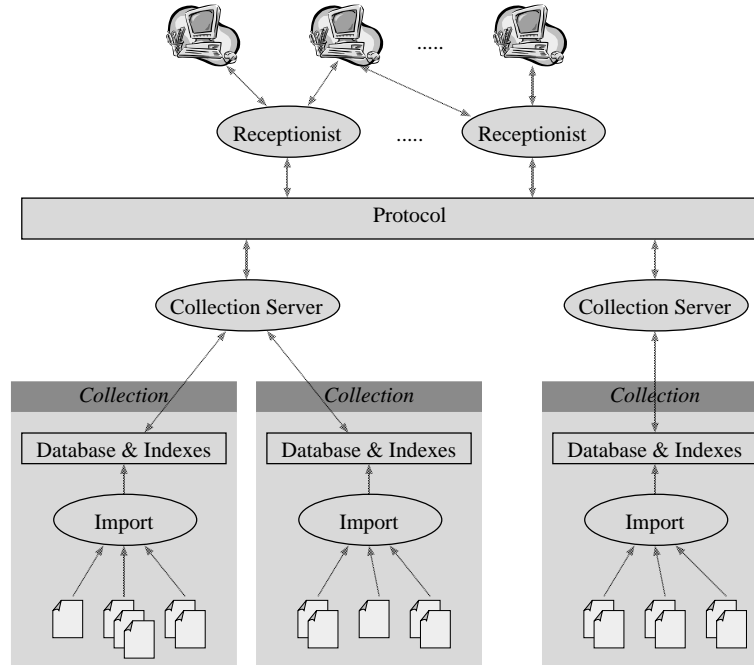 .....
Receptionist
.....
Receptionist
Protocol
Collection Server
Collection Server
Collection
Collection
Collection
Database & Indexes
Database & Indexes
Database & Indexes
Import
Import
Import